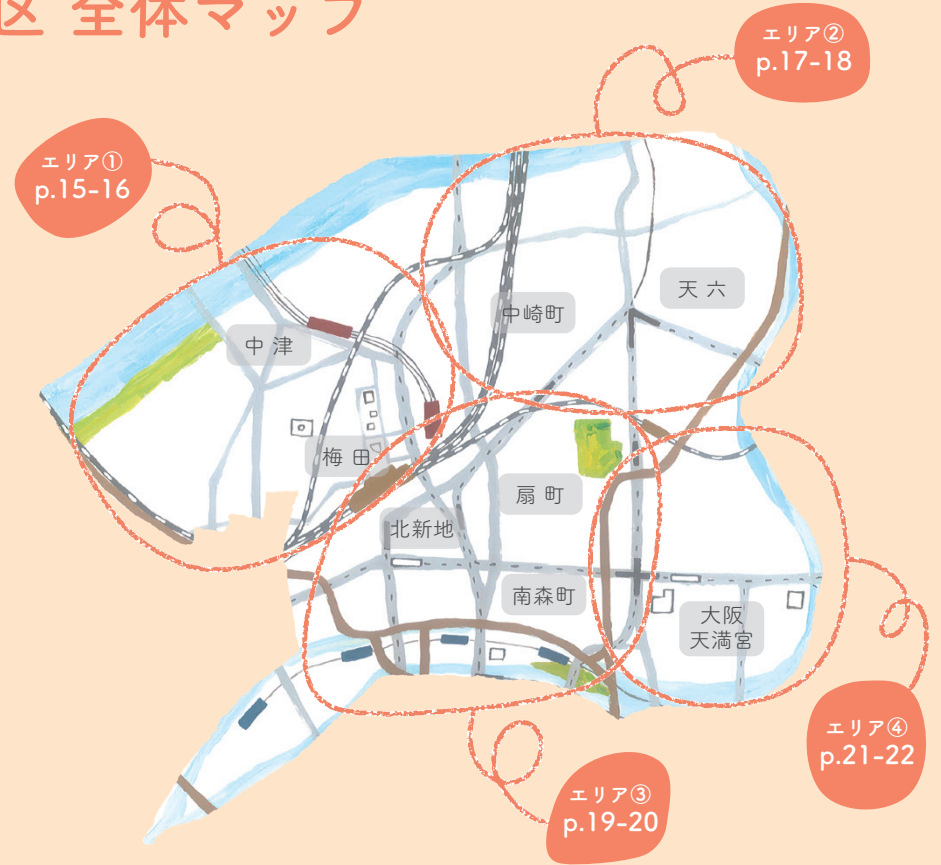 区 全体マップ
エリア②
p.17-18
エリア①
p.15-16
天六
中崎町
中津
梅田
扇町
北新地
南森町
大阪
天満宮
エリア④
p.21-22
エリア③
p.19-20